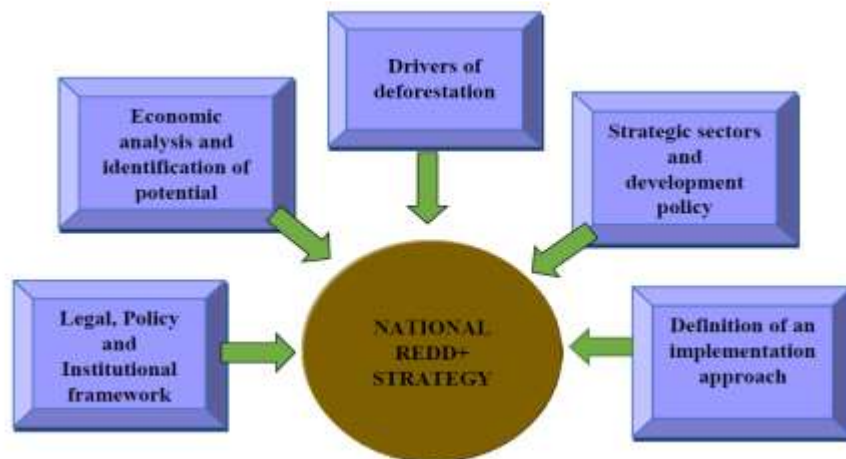 Drivers of
deforestation
Economic
analysis and
identification of
potential
Strategic sectors
and
development
policy
Legal, Policy
and
Institutional
framework
NATIONAL
REDD+
STRATEGY
Definition of an
implementation
approach